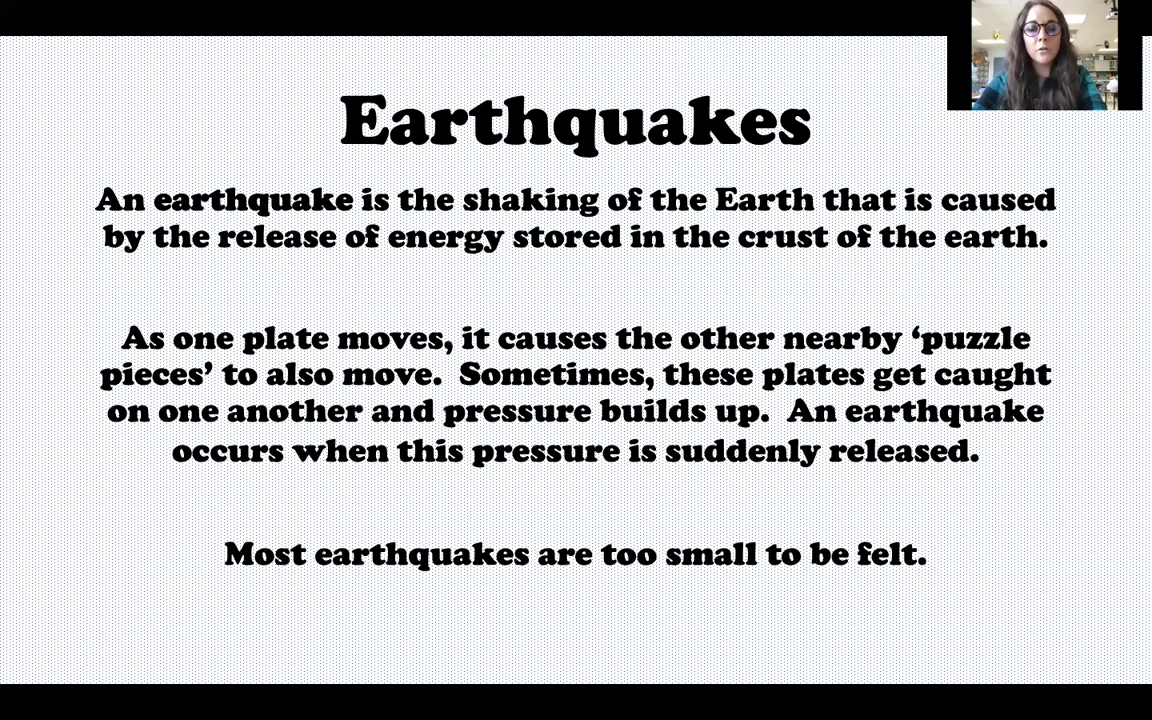 Earthquakes
An earthquake is the shaking of the Earth that is caused
by the release of energy stored in the crust of the earth.
As one plate moves, it causes the other nearby ‘puzzle
pieces’ to also move.  Sometimes, these plates get caught
on one another and pressure builds up.  An earthquake
occurs when this pressure is suddenly released.
Most earthquakes are too small to be felt.